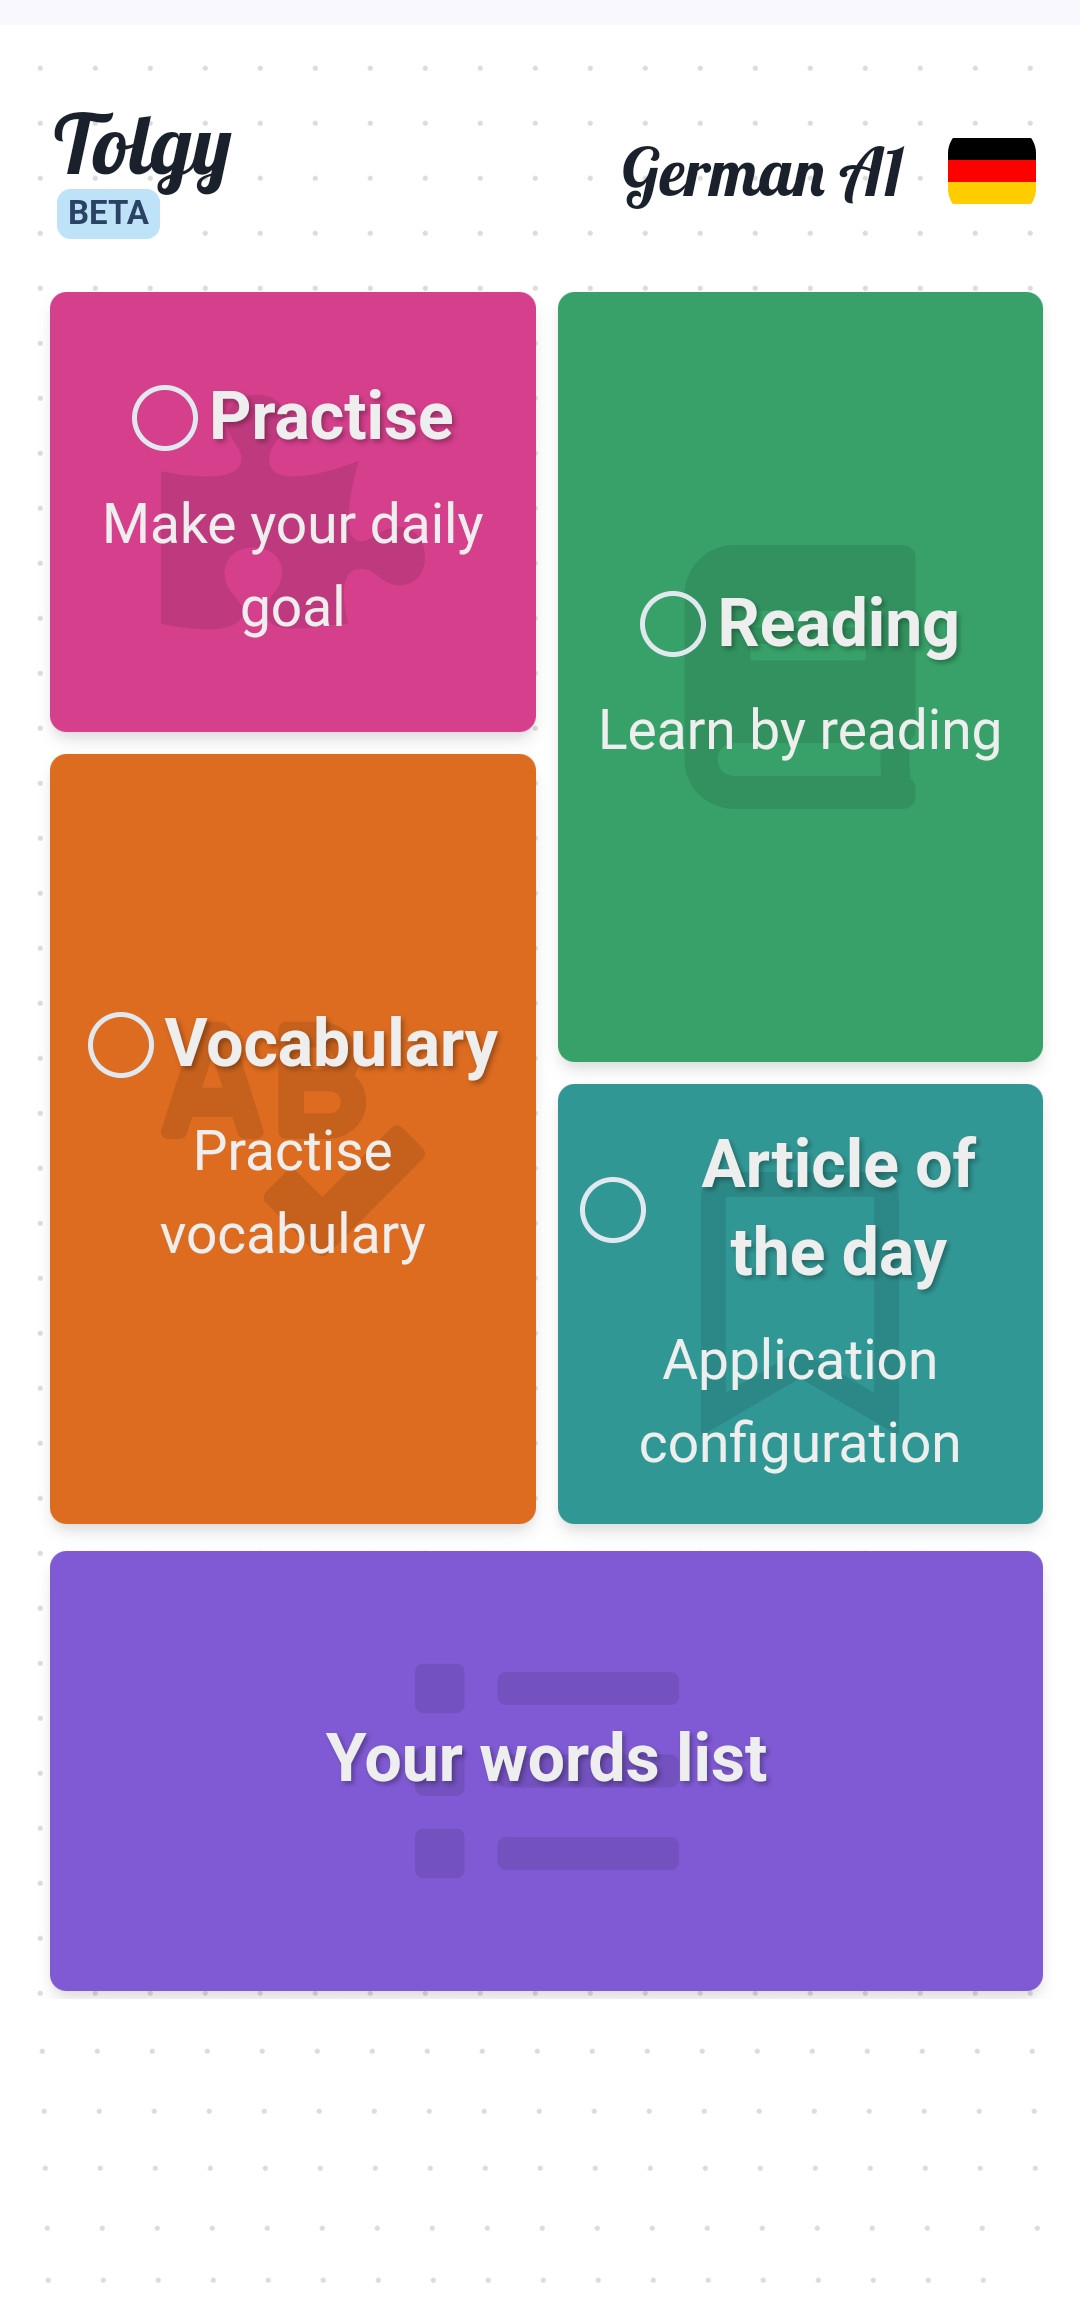 Tolgy
BETA
German A1
Practise
Make your daily
goal
Reading
Learn by reading
Vocabulary
Practise
vocabulary
Article of
the day
Application
configuration
Your words list